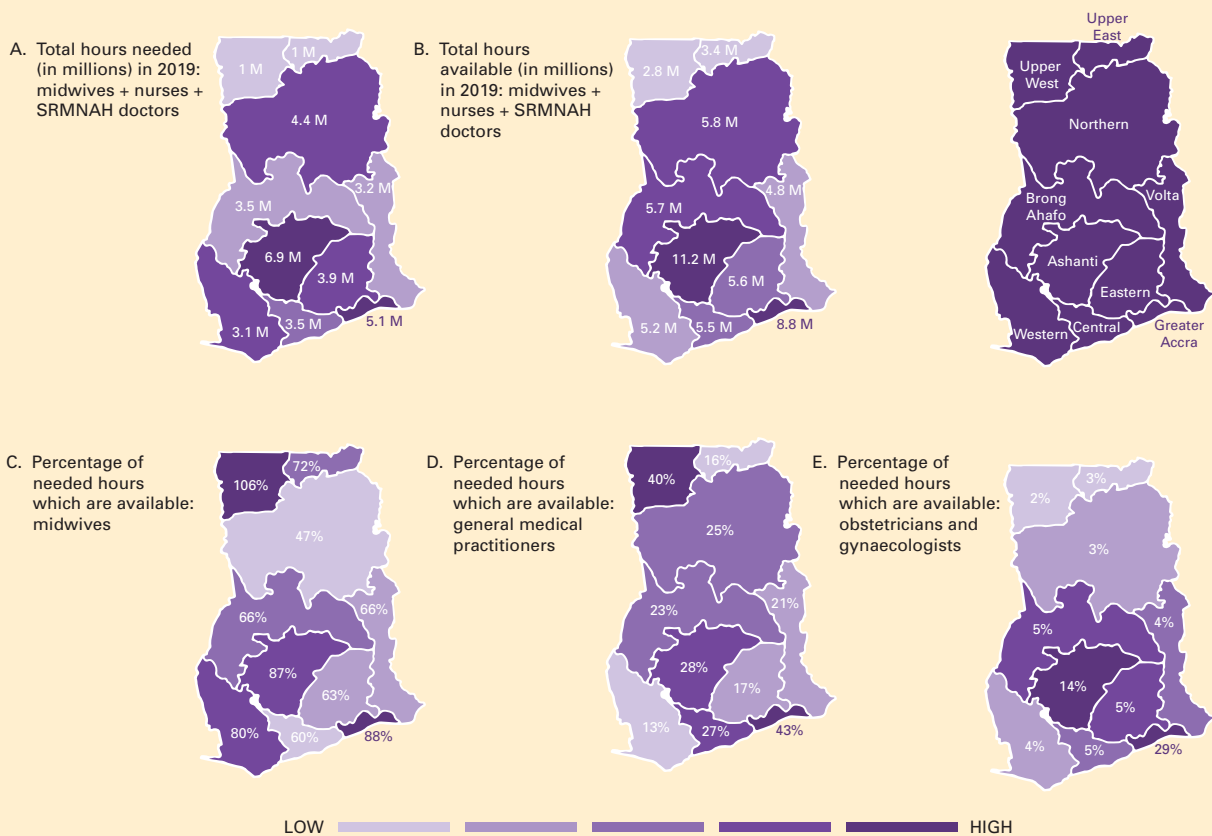 A. Total hours needed
(in millions) in 2019:
midwives + nurses +
SRMNAH doctors
1 M
1 M
4.4 M
3.2 M
3.5 M
6.9 M
3.9 M
5.1 M
3.1 M
3.5 M
B. Total hours
available (in millions)
in 2019: midwives +
nurses + SRMNAH
doctors
3.4 M
2.8 M
5.8 M
4.8 M
5.7 M
11.2 M
5.6 M
8.8 M
5.2 M
5.5 M
Upper
East
Upper
West
Northern
Volta
Brong
Ahafo
Ashanti
Eastern
Western
Central
Greater
Accra
C. Percentage of
needed hours
which are available:
midwives
72%
106%
47%
66%
66%
87%
63%
80%
60%
88%
D. Percentage of
needed hours
which are available:
general medical
practitioners
16%
40%
25%
21%
23%
28%
17%
13%
27%
43%
E. Percentage of
needed hours
which are available:
obstetricians and
gynaecologists
3%
2%
3%
4%
5%
14%
5%
4%
5%
29%
LOW
HIGH